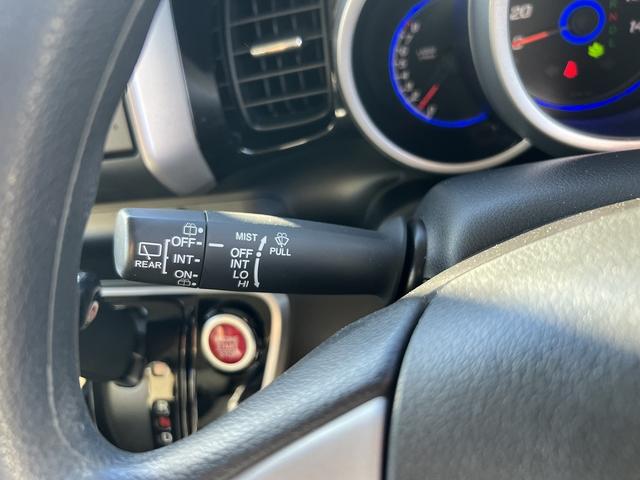 20
MIST
PULL
OFF
INT
LO
HI
OFF
INT
ON
REAR